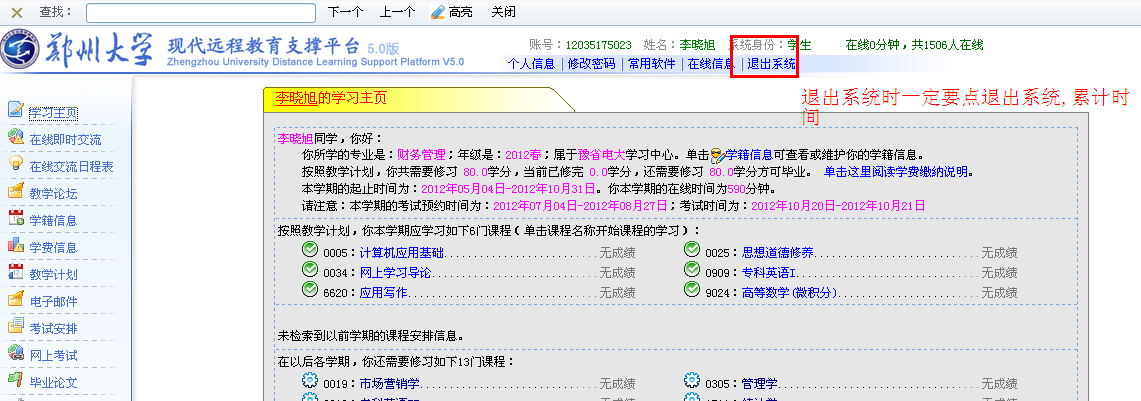 查找： 下一个 上一个 高亮 关闭
郑州大学 现代远程教育支撑平台 5.0版
Zhengzhou University Distance Learning Support Platform V5.0
账号：12035175023 姓名：李晓旭 系统身份：学生 在线0分钟，共1506人在线
个人信息 | 修改密码 | 常用软件 | 在线信息 | 退出系统
退出系统时一定要点退出系统,累计时
间
学习主页
在线即时交流
在线交流日程表
教学论坛
学籍信息
学费信息
教学计划
电子邮件
考试安排
网上考试
毕业论文
李晓旭的学习主页
李晓旭同学，你好：
你所学的专业是：财务管理；年级是：2012春；属于豫省电大学习中心。单击学籍信息可查看或维护你的学籍信息。
按照教学计划，你共需要修习 80.0学分，当前已修完 0.0学分，还需要修习 80.0学分方可毕业。 单击这里阅读学费缴纳说明。
本学期的起止时间为：2012年05月04日-2012年10月31日。你本学期的在线时间为590分钟。
请注意：本学期的考试预约时间为：2012年07月04日-2012年08月27日；考试时间为：2012年10月20日-2012年10月21日
按照教学计划，你本学期应学习如下6门课程（单击课程名称开始课程的学习）：
0005：计算机应用基础..........................无成绩 0025：思想道德修养............................无成绩
0034：网上学习导论............................无成绩 0909：专科英语I...............................无成绩
6620：应用写作................................无成绩 9024：高等数学(微积分)........................无成绩
未检索到以前学期的课程安排信息。
在以后各学期，你还需要修习如下13门课程：
0019：市场营销学..............................无成绩 0305：管理学..................................无成绩